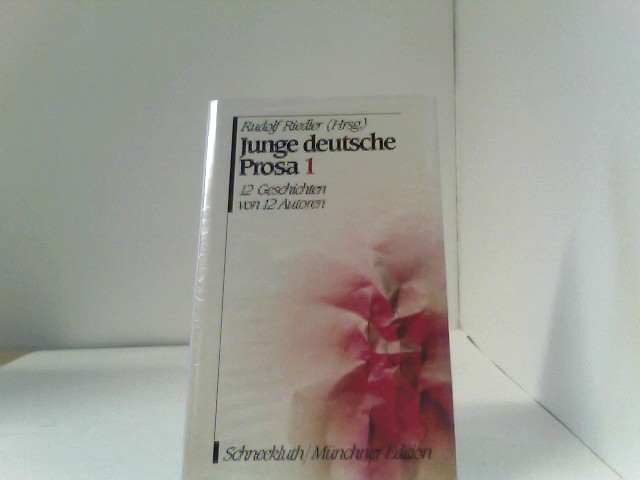 Rudolf Riedler (Hrsg.)
Junge deutsche
Prosa 1
12 Geschichten
von 12 Autoren
Schneekluth/Münchner Edition